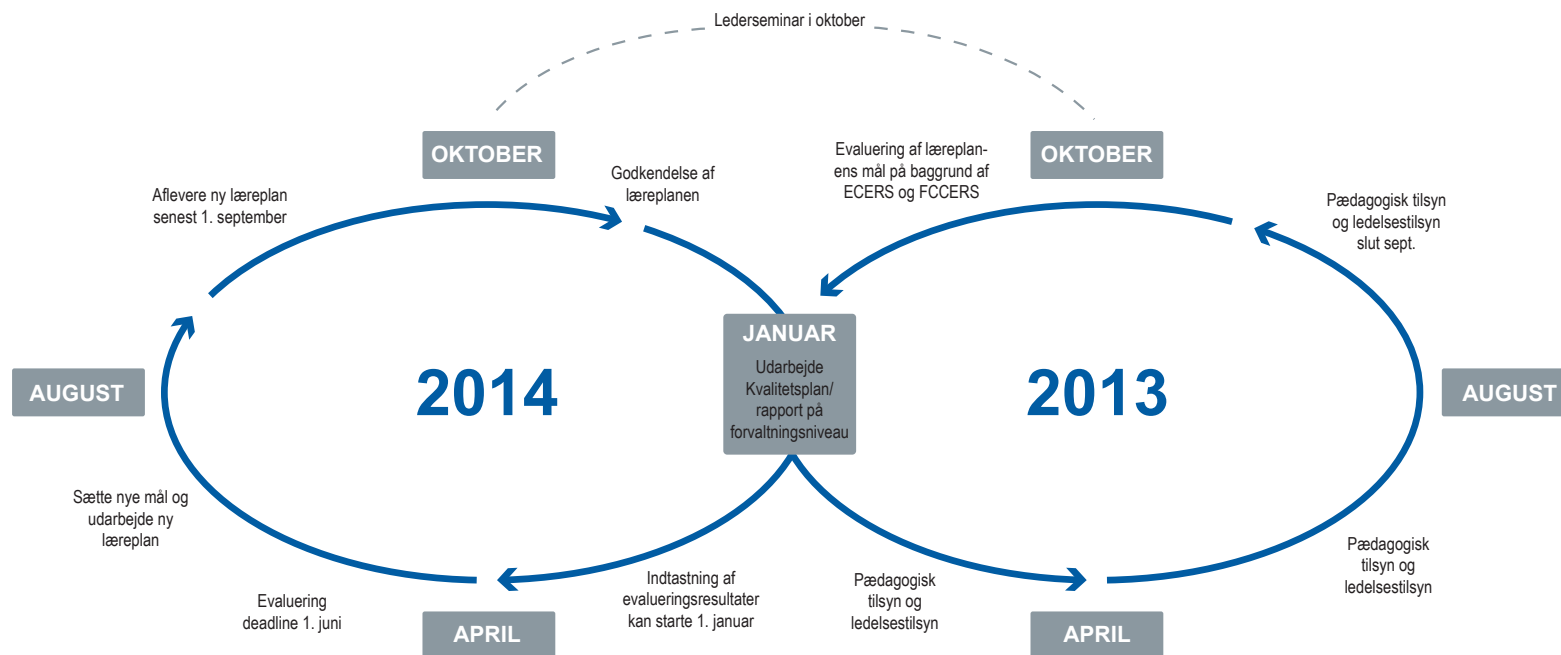 Lederseminar i oktober
OKTOBER
OKTOBER
Aflevere ny læreplan
senest 1. september
Godkendelse af
læreplanen
Evaluering af læreplan-
ens mål på baggrund af
ECERS og FCCERS
Pædagogisk tilsyn
og ledelsestilsyn
slut sept.
AUGUST
2014
JANUAR
Udarbejde
Kvalitetsplan/
rapport på
forvaltningsniveau
2013
AUGUST
Sætte nye mål og
udarbejde ny
læreplan
Evaluering
deadline 1. juni
APRIL
Indtastning af
evalueringsresultater
kan starte 1. januar
Pædagogisk
tilsyn og
ledelsestilsyn
APRIL
Pædagogisk
tilsyn og
ledelsestilsyn